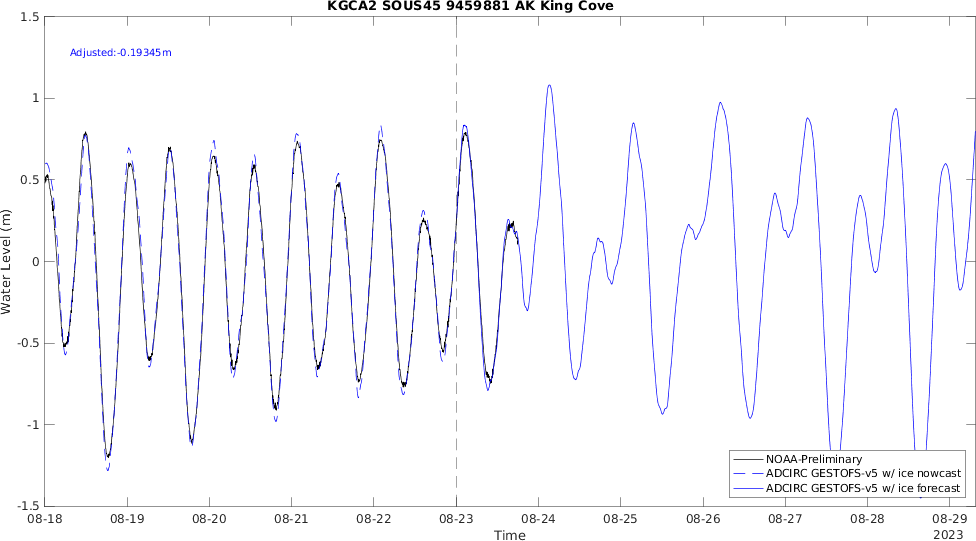 KGCA2 SOUS45 9459881 AK King Cove
Adjusted:-0.19345m
1.5
1
0.5
0
-0.5
-1
-1.5
Water Level (m)
NOAA-Preliminary
ADCIRC GESTOFS-v5 w/ ice nowcast
ADCIRC GESTOFS-v5 w/ ice forecast
08-18 08-19 08-20 08-21 08-22 08-23 08-24 08-25 08-26 08-27 08-28 08-29
Time
2023